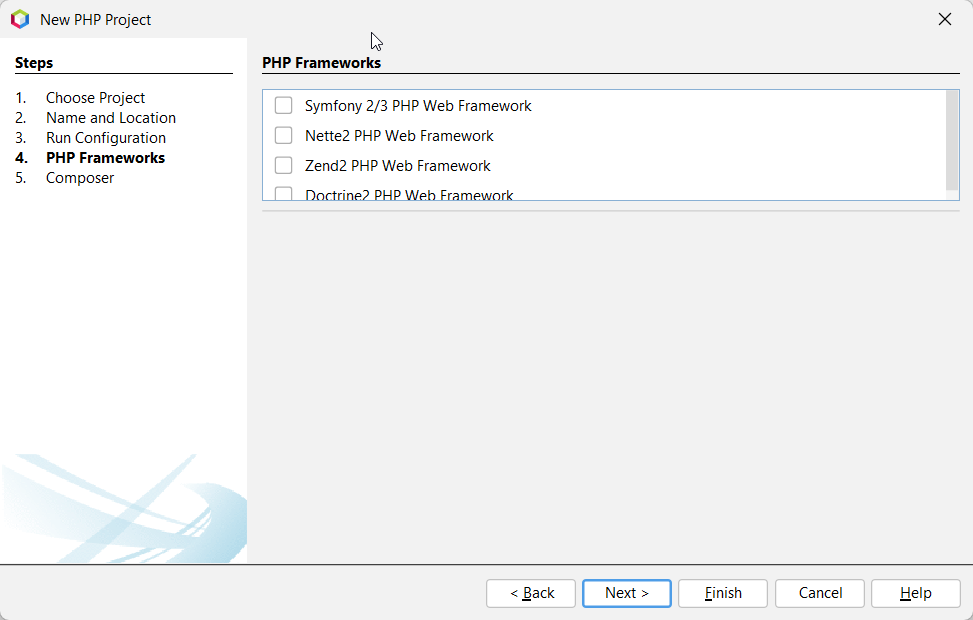 New PHP Project
Steps
1. Choose Project
2. Name and Location
3. Run Configuration
4. PHP Frameworks
5. Composer
PHP Frameworks
Symfony 2/3 PHP Web Framework
Nette2 PHP Web Framework
Zend2 PHP Web Framework
Doctrine2 PHP Web Framework
< Back
Next >
Finish
Cancel
Help